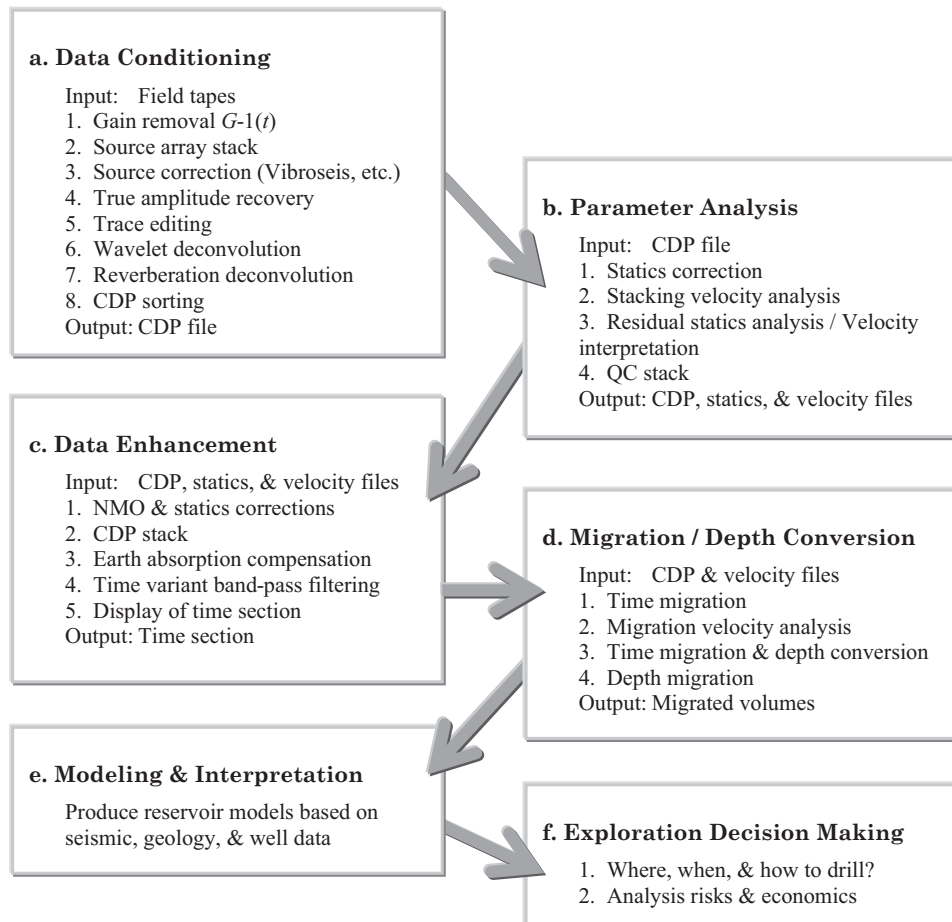 a. Data Conditioning
Input: Field tapes
1. Gain removal G-1(t)
2. Source array stack
3. Source correction (Vibroseis, etc.)
4. True amplitude recovery
5. Trace editing
6. Wavelet deconvolution
7. Reverberation deconvolution
8. CDP sorting
Output: CDP file
b. Parameter Analysis
Input: CDP file
1. Statics correction
2. Stacking velocity analysis
3. Residual statics analysis / Velocity
interpretation
4. QC stack
Output: CDP, statics, & velocity files
c. Data Enhancement
Input: CDP, statics, & velocity files
1. NMO & statics corrections
2. CDP stack
3. Earth absorption compensation
4. Time variant band-pass filtering
5. Display of time section
Output: Time section
d. Migration / Depth Conversion
Input: CDP & velocity files
1. Time migration
2. Migration velocity analysis
3. Time migration & depth conversion
4. Depth migration
Output: Migrated volumes
e. Modeling & Interpretation
Produce reservoir models based on
seismic, geology, & well data
f. Exploration Decision Making
1. Where, when, & how to drill?
2. Analysis risks & economics